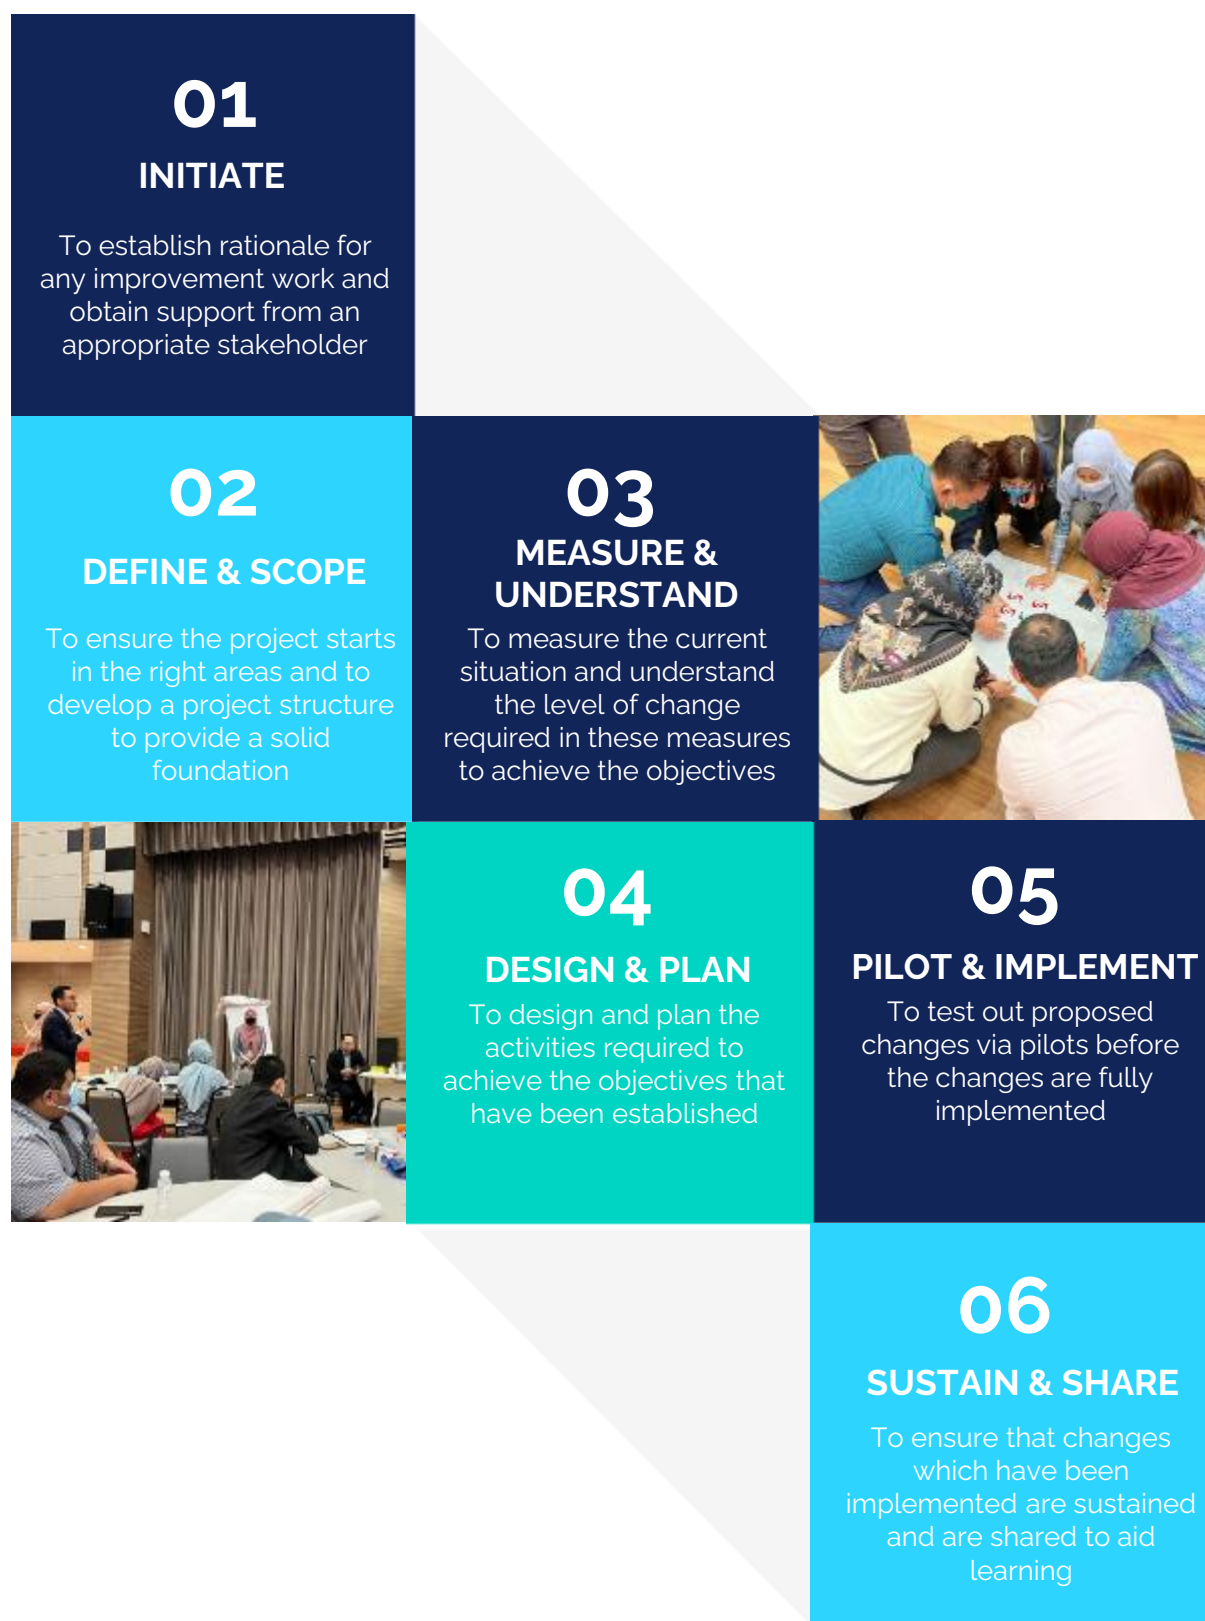 01
INITIATE
To establish rationale for
any improvement work and
obtain support from an
appropriate stakeholder
02
DEFINE & SCOPE
To ensure the project starts
in the right areas and to
develop a project structure
to provide a solid
foundation
03
MEASURE &
UNDERSTAND
To measure the current
situation and understand
the level of change
required in these measures
to achieve the objectives
04
DESIGN & PLAN
To design and plan the
activities required to
achieve the objectives that
have been established
05
PILOT & IMPLEMENT
To test out proposed
changes via pilots before
the changes are fully
implemented
06
SUSTAIN & SHARE
To ensure that changes
which have been
implemented are sustained
and are shared to aid
learning